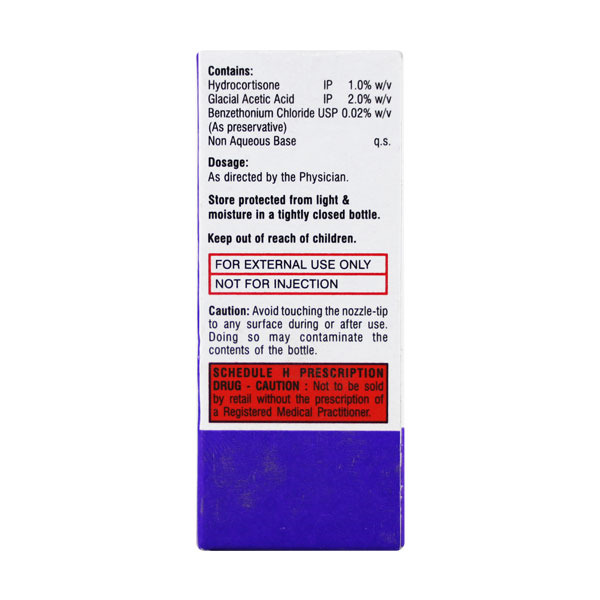 Contains:
Hydrocortisone IP 1.0% w/v
Glacial Acetic Acid IP 2.0% w/v
Benzethonium Chloride USP 0.02% w/v
(As preservative)
Non Aqueous Base q.s.
Dosage:
As directed by the Physician.
Store protected from light &
moisture in a tightly closed bottle.
Keep out of reach of children.
FOR EXTERNAL USE ONLY
NOT FOR INJECTION
Caution: Avoid touching the nozzle-tip
to any surface during or after use.
Doing so may contaminate the
contents of the bottle.
SCHEDULE H PRESCRIPTION
DRUG - CAUTION : Not to be sold
by retail without the prescription of
a Registered Medical Practitioner.